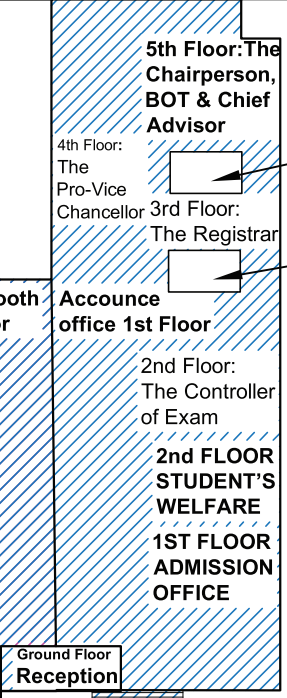 5th Floor:The
Chairperson,
BOT & Chief
Advisor
4th Floor:
The
Pro-Vice
Chancellor
3rd Floor:
The Registrar
ooth
r
Accounce
office 1st Floor
2nd Floor:
The Controller
of Exam
2nd FLOOR
STUDENT'S
WELFARE
1ST FLOOR
ADMISSION
OFFICE
Ground Floor
Reception